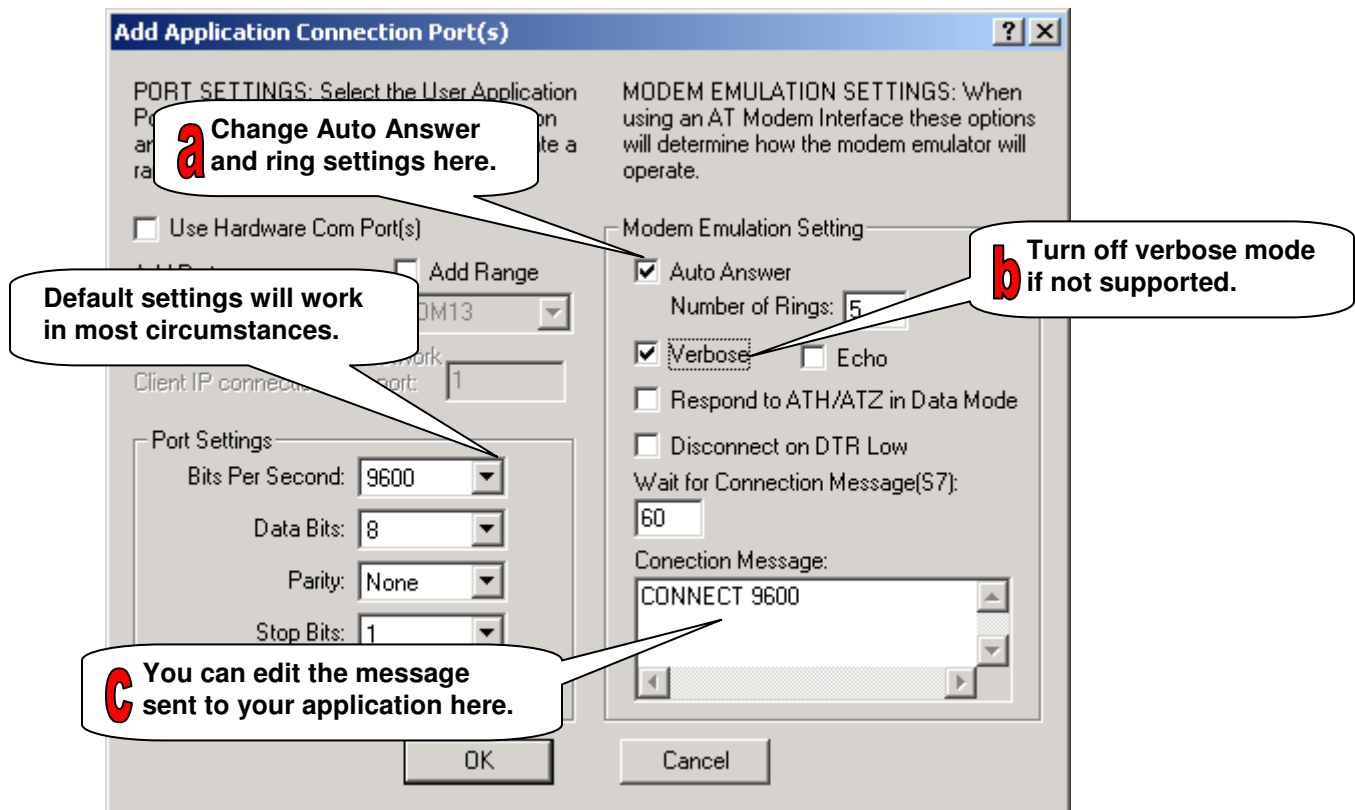 Add Application Connection Port(s)
PORT SETTINGS: Select the User Application
MODEM EMULATION SETTINGS: When
using an AT Modem Interface these options
will determine how the modem emulator will
operate.
a Change Auto Answer
and ring settings here.
Use Hardware Com Port(s)
Add Range
Default settings will work
in most circumstances.
Client IP
port: 1
Port Settings
Bits Per Second: 9600
Data Bits: 8
Parity: None
Stop Bits: 1
Modem Emulation Setting
Auto Answer
Number of Rings: 5
b Turn off verbose mode
if not supported.
Verbose
Echo
Respond to ATH/ATZ in Data Mode
Disconnect on DTR Low
Wait for Connection Message(S7):
60
Conection Message:
CONNECT 9600
c You can edit the message
sent to your application here.
OK
Cancel